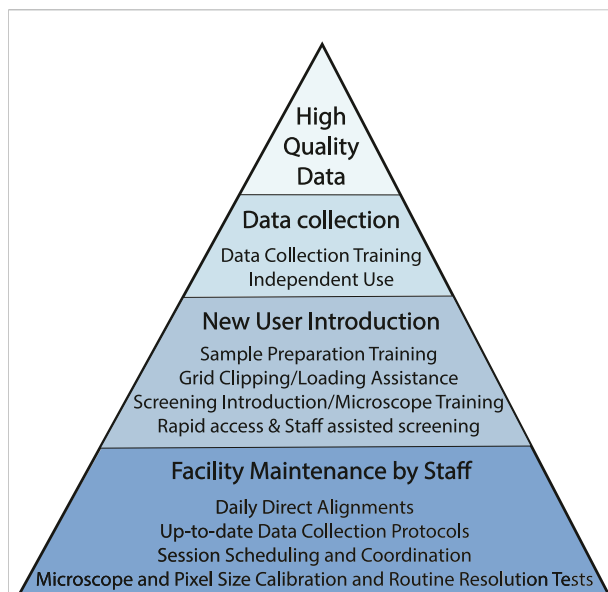 High
Quality
Data
Data collection
Data Collection Training
Independent Use
New User Introduction
Sample Preparation Training
Grid Clipping/Loading Assistance
Screening Introduction/Microscope Training
Rapid access & Staff assisted screening
Facility Maintenance by Staff
Daily Direct Alignments
Up-to-date Data Collection Protocols
Session Scheduling and Coordination
Microscope and Pixel Size Calibration and Routine Resolution Tests